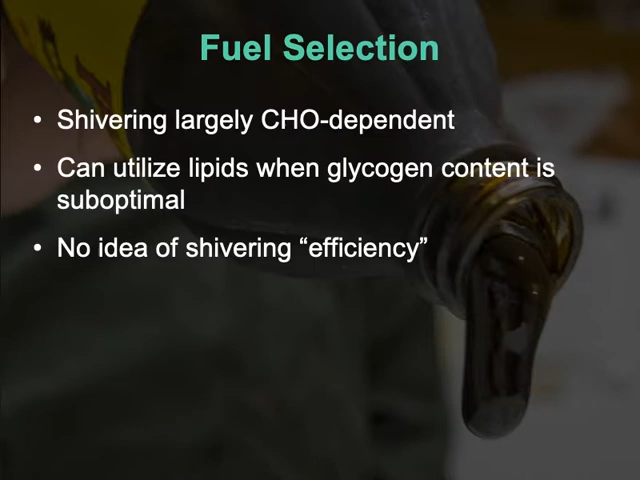 Fuel Selection
• Shivering largely CHO-dependent
• Can utilize lipids when glycogen content is
suboptimal
• No idea of shivering “efficiency”